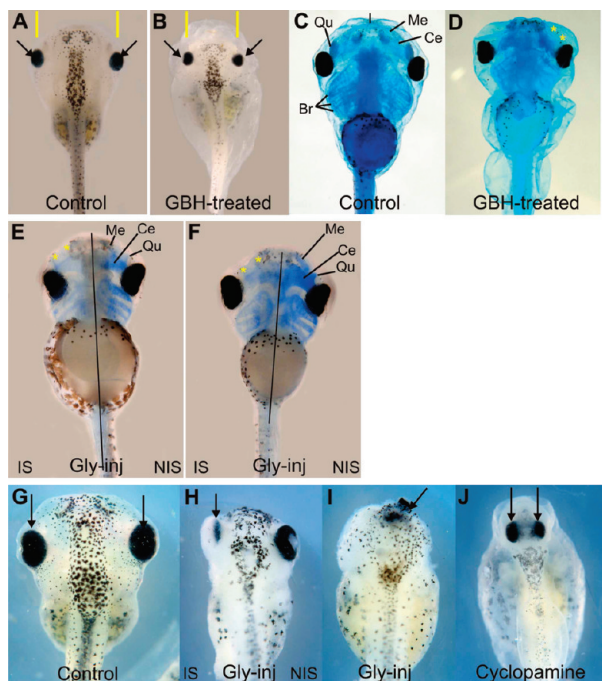 A
Control
B
GBH-treated
C
Qu
Me
Ce
Br
Control
D
GBH-treated
E
Me
Ce
Qu
IS Gly-inj NIS
F
Me
Ce
Qu
IS Gly-inj NIS
G
Control
H
IS Gly-inj NIS
I
Gly-inj
J
Cyclopamine